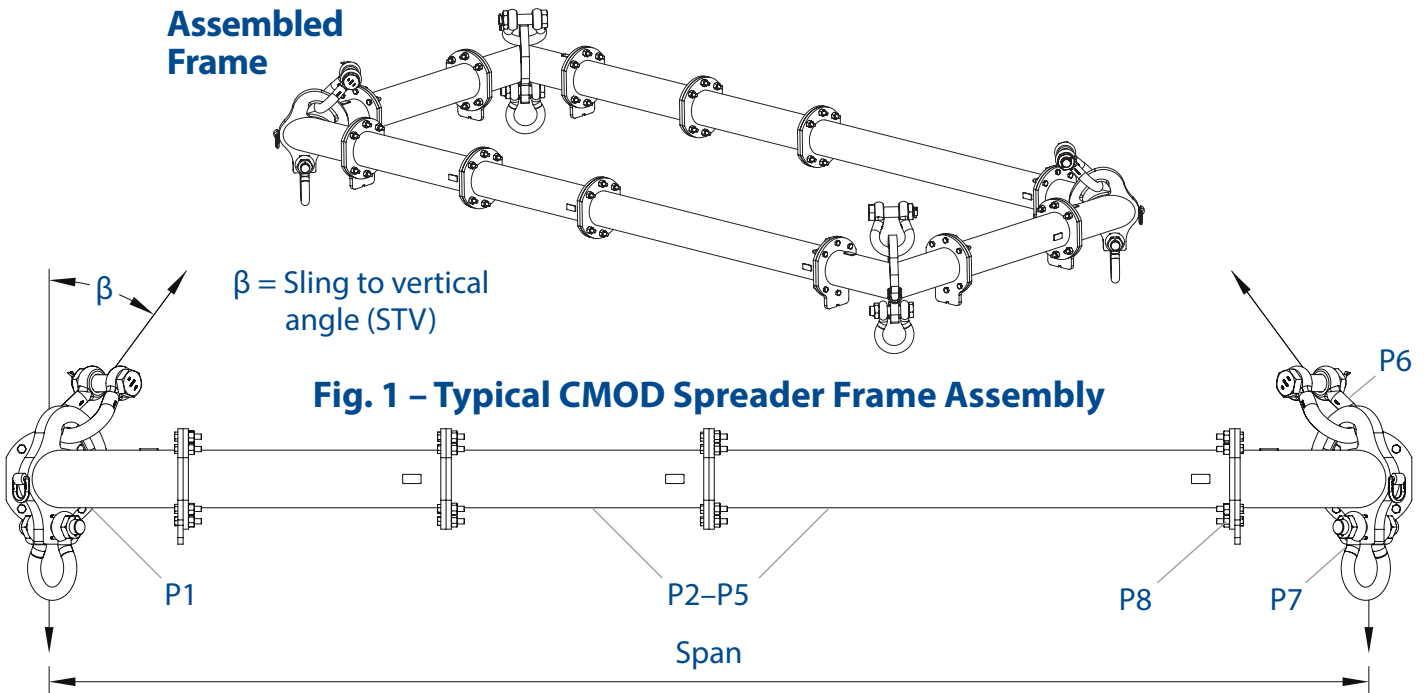 Assembled
Frame
β
β = Sling to vertical
angle (STV)
P6
Fig. 1 – Typical CMOD Spreader Frame Assembly
P1
P2–P5
P8
P7
Span